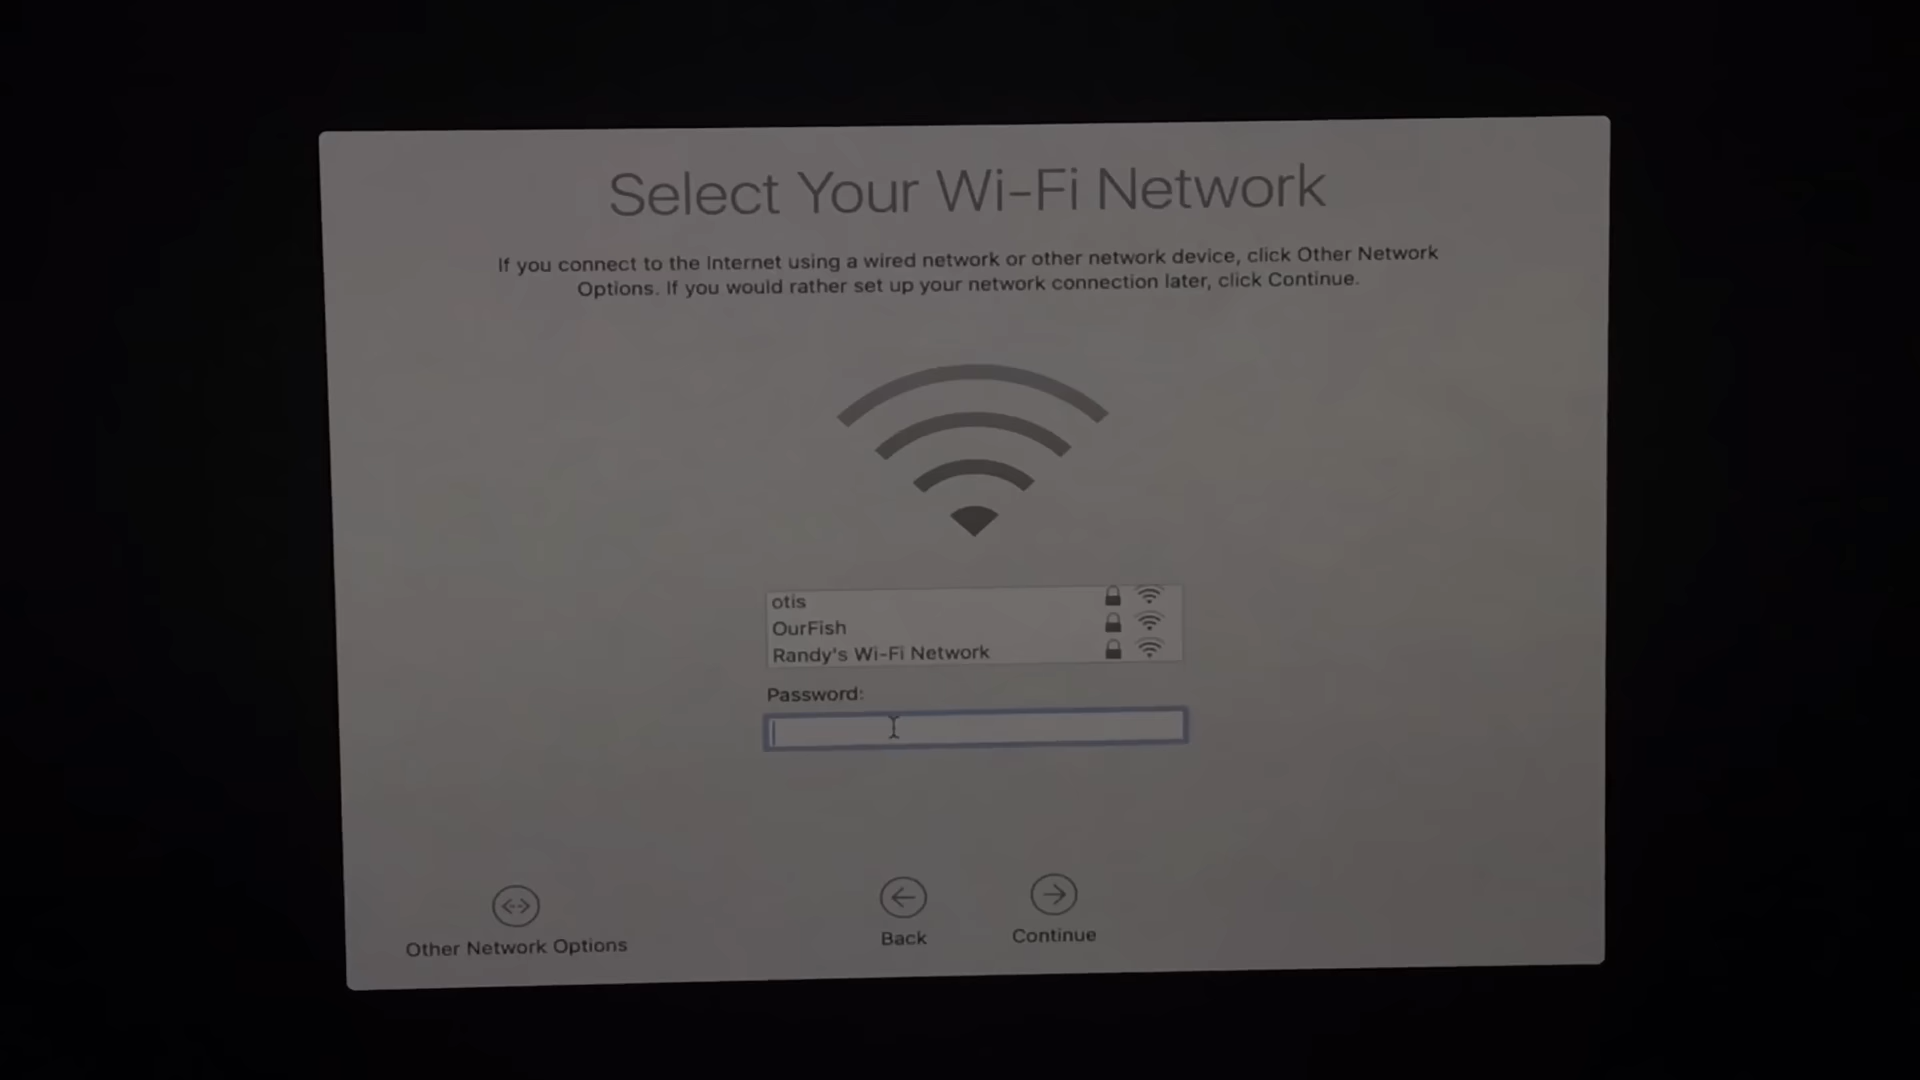 Select Your Wi-Fi Network
If you connect to the Internet using a wired network or other network device, click Other Network
Options. If you would rather set up your network connection later, click Continue.
otis
OurFish
Randy's Wi-Fi Network
Password:
Other Network Options
Back
Continue